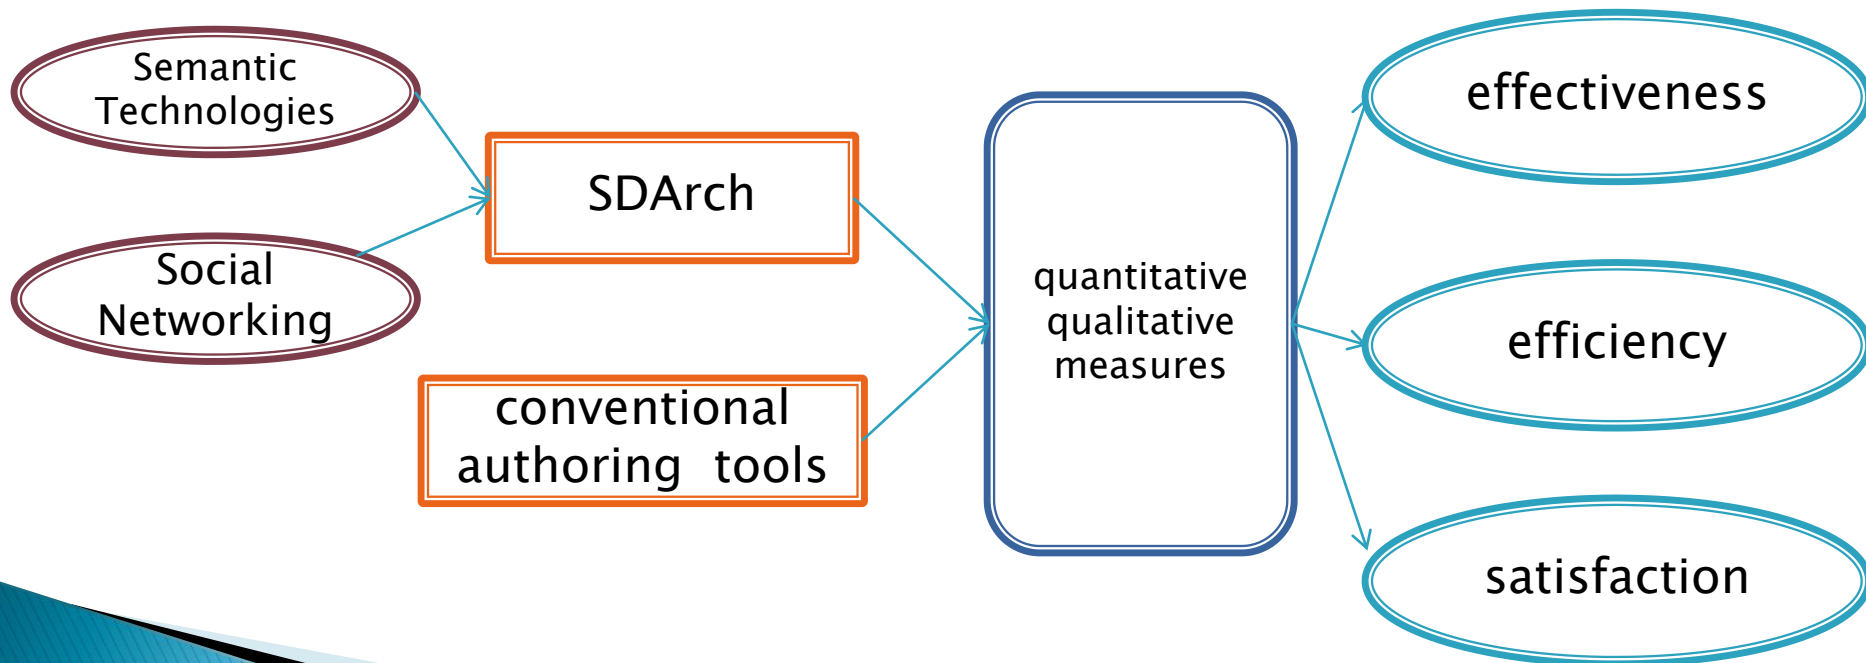 Semantic
Technologies
Social
Networking
SDArch
conventional
authoring tools
quantitative
qualitative
measures
effectiveness
efficiency
satisfaction